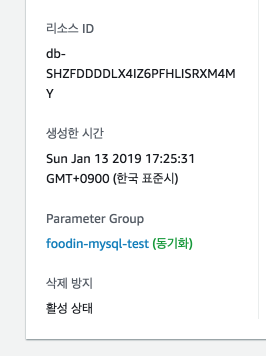 리소스 ID
db-
SHZFDDDDLX4IZ6PFHLISRXM4M
Y
생성한 시간
Sun Jan 13 2019 17:25:31
GMT+0900 (한국 표준시)
Parameter Group
foodin-mysql-test (동기화)
삭제 방지
활성 상태